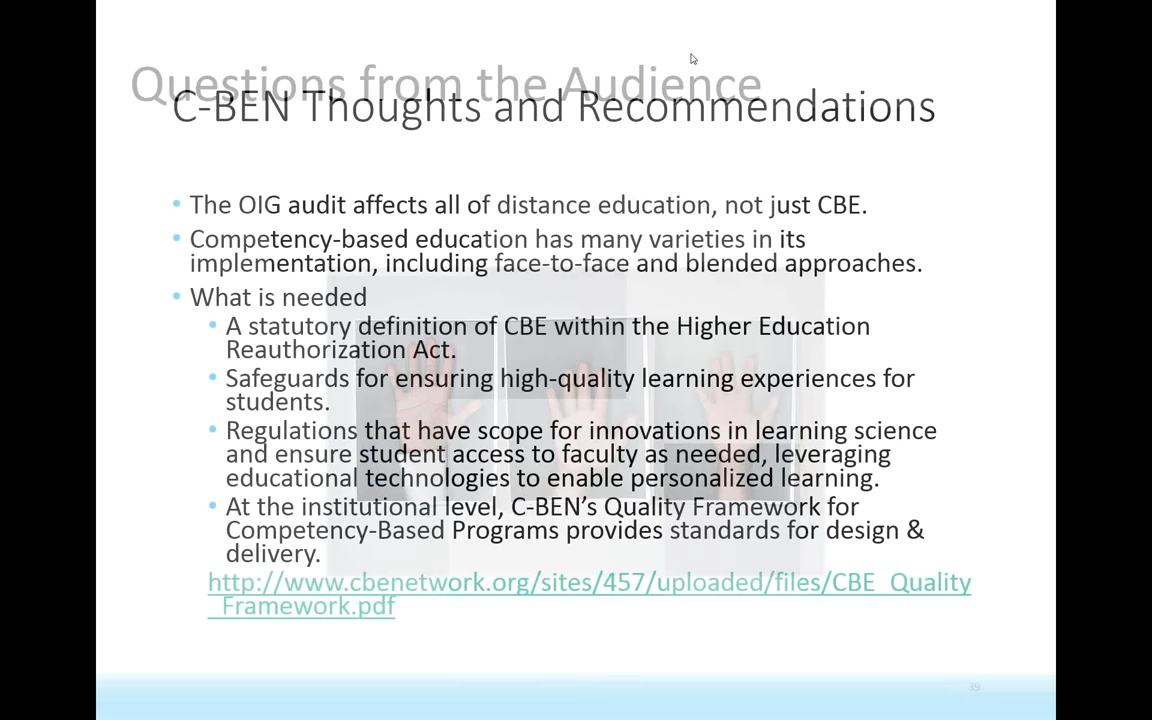 Questions from the Audience
C-BEN Thoughts and Recommendations
• The OIG audit affects all of distance education, not just CBE.
• Competency-based education has many varieties in its
implementation, including face-to-face and blended approaches.
• What is needed
• A statutory definition of CBE within the Higher Education
Reauthorization Act.
• Safeguards for ensuring high-quality learning experiences for
students.
• Regulations that have scope for innovations in learning science
and ensure student access to faculty as needed, leveraging
educational technologies to enable personalized learning.
• At the institutional level, C-BEN’s Quality Framework for
Competency-Based Programs provides standards for design &
delivery.
http://www.cbenetwork.org/sites/457/uploaded/files/CBE_Quality
_Framework.pdf
39